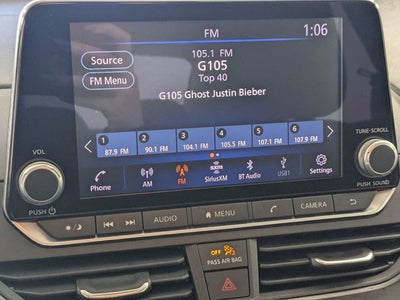 FM
1:06
Source
105.1 FM
G105
Top 40
FM Menu
G105 Ghost Justin Bieber
1 2 3 4 5 6
87.9 FM 90.1 FM 104.1 FM 105.5 FM 107.1 FM 107.9 FM
VOL
TUNE•SCROLL
Phone AM FM SiriusXM BT Audio USB1 Settings
PUSH
PUSH SOUND
AUDIO MENU CAMERA
OFF
PASS AIR BAG